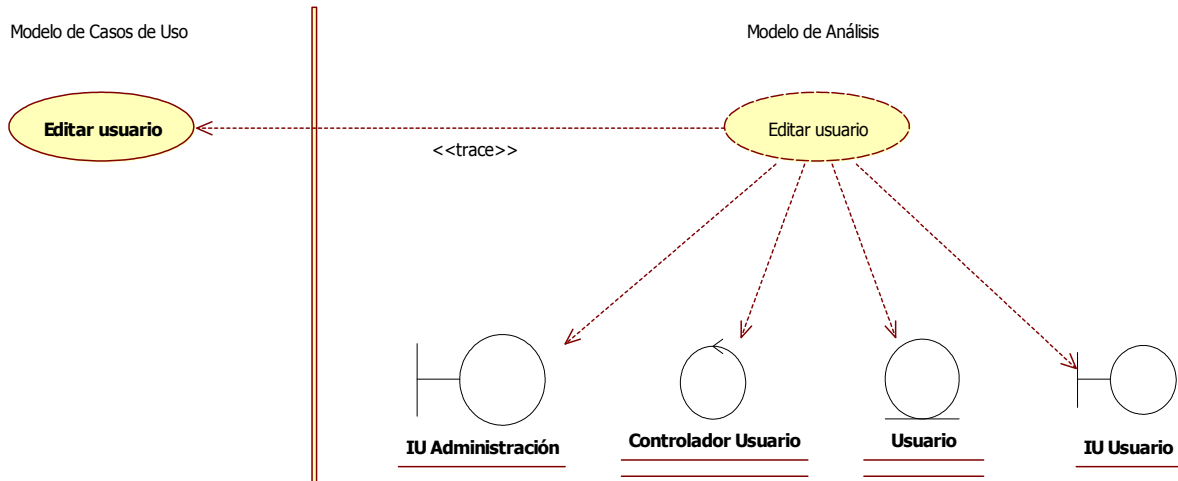 Modelo de Casos de Uso
Modelo de Análisis
Editar usuario
Editar usuario
<<trace>>
IU Administración
Controlador Usuario
Usuario
IU Usuario